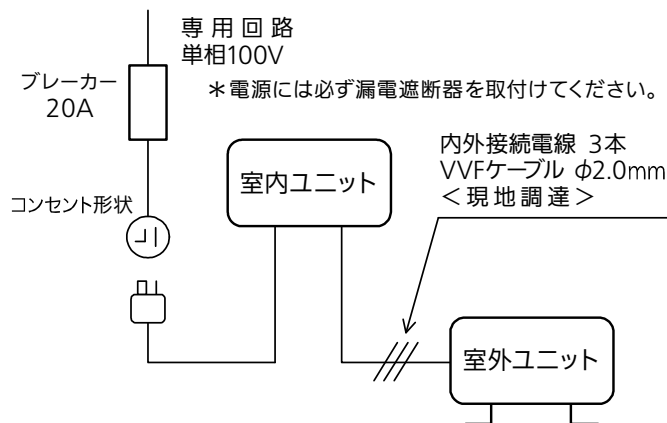 専用回路
単相100V
ブレーカー
20A
＊電源には必ず漏電遮断器を取付けてください。
内外接続電線 3本
VVFケーブル φ2.0mm
＜現地調達＞
室内ユニット
コンセント形状
室外ユニット